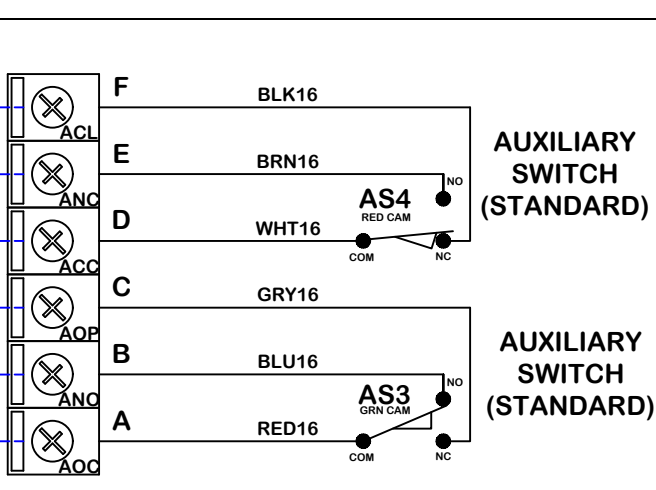 F
BLK16
ACL
E
BRN16
ANC
NO
AS4
RED CAM
D
WHT16
ACC
COM
NC
AUXILIARY
SWITCH
(STANDARD)
C
GRY16
AOP
B
BLU16
ANO
NO
AS3
GRN CAM
A
RED16
AOC
COM
NC
AUXILIARY
SWITCH
(STANDARD)